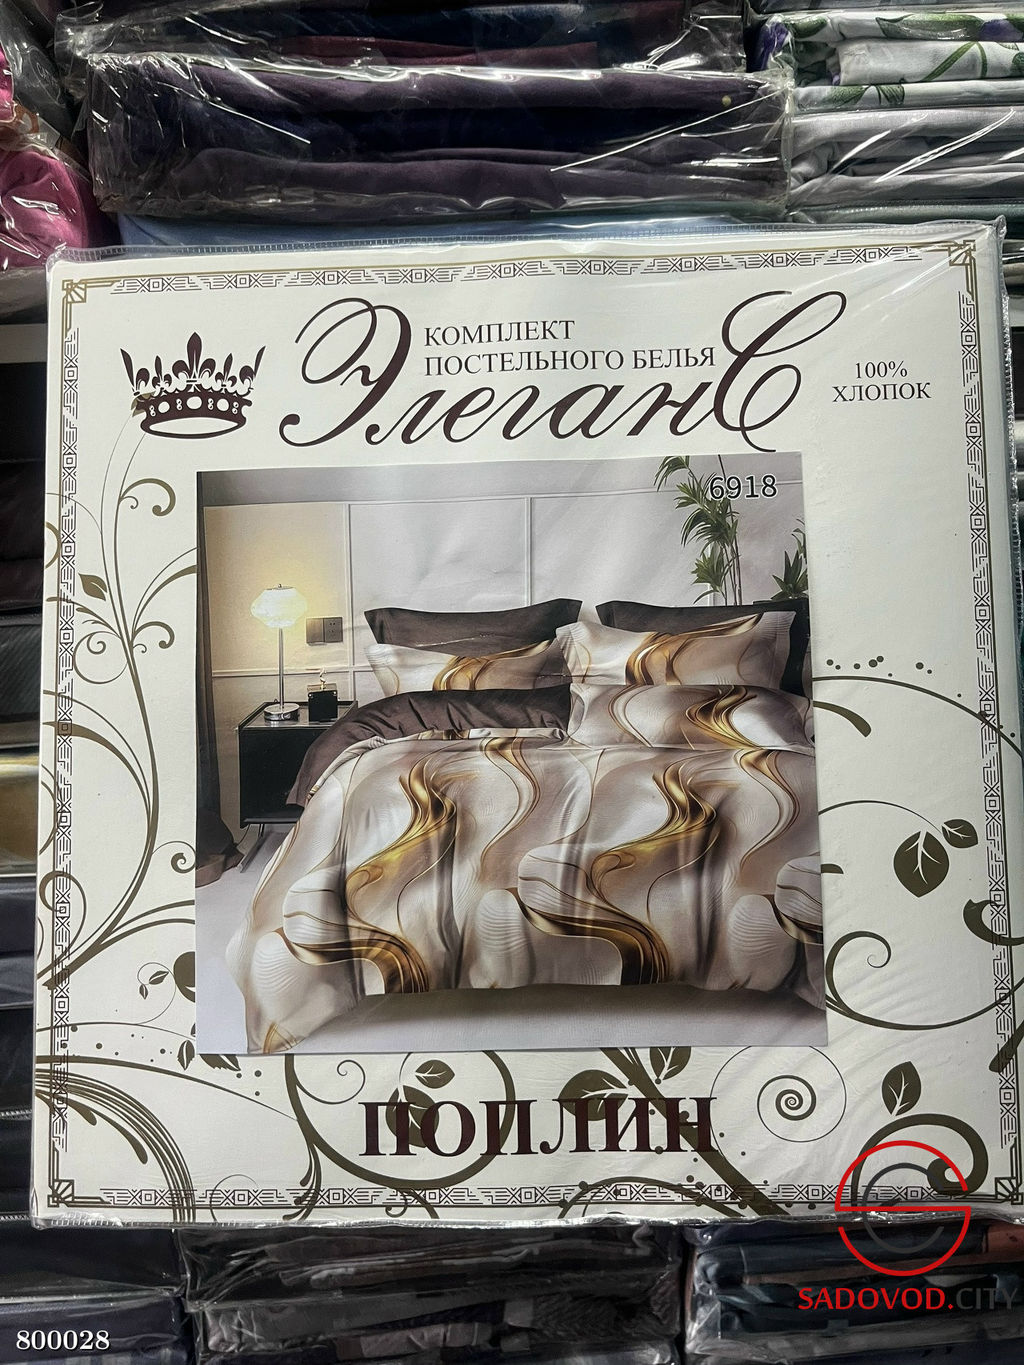 КОМПЛЕКТ
ПОСТЕЛЬНОГО БЕЛЬЯ
ЭлеганС
100%
ХЛОПОК
6918
ПОПЛИН
SADOVOD.CITY
800028